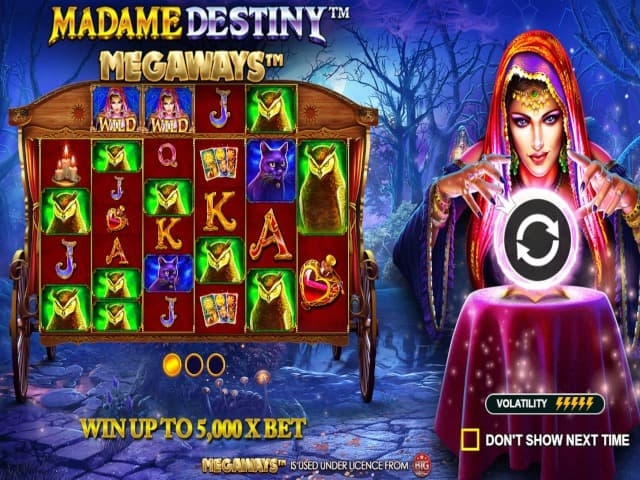 MADAME DESTINY™
MEGAWAYS™
WILD WILD J
Q
J
K
K
A
A
J
J
WIN UP TO 5,000 X BET
VOLATILITY
DON'T SHOW NEXT TIME
MEGAWAYS™ IS USED UNDER LICENCE FROM BIG